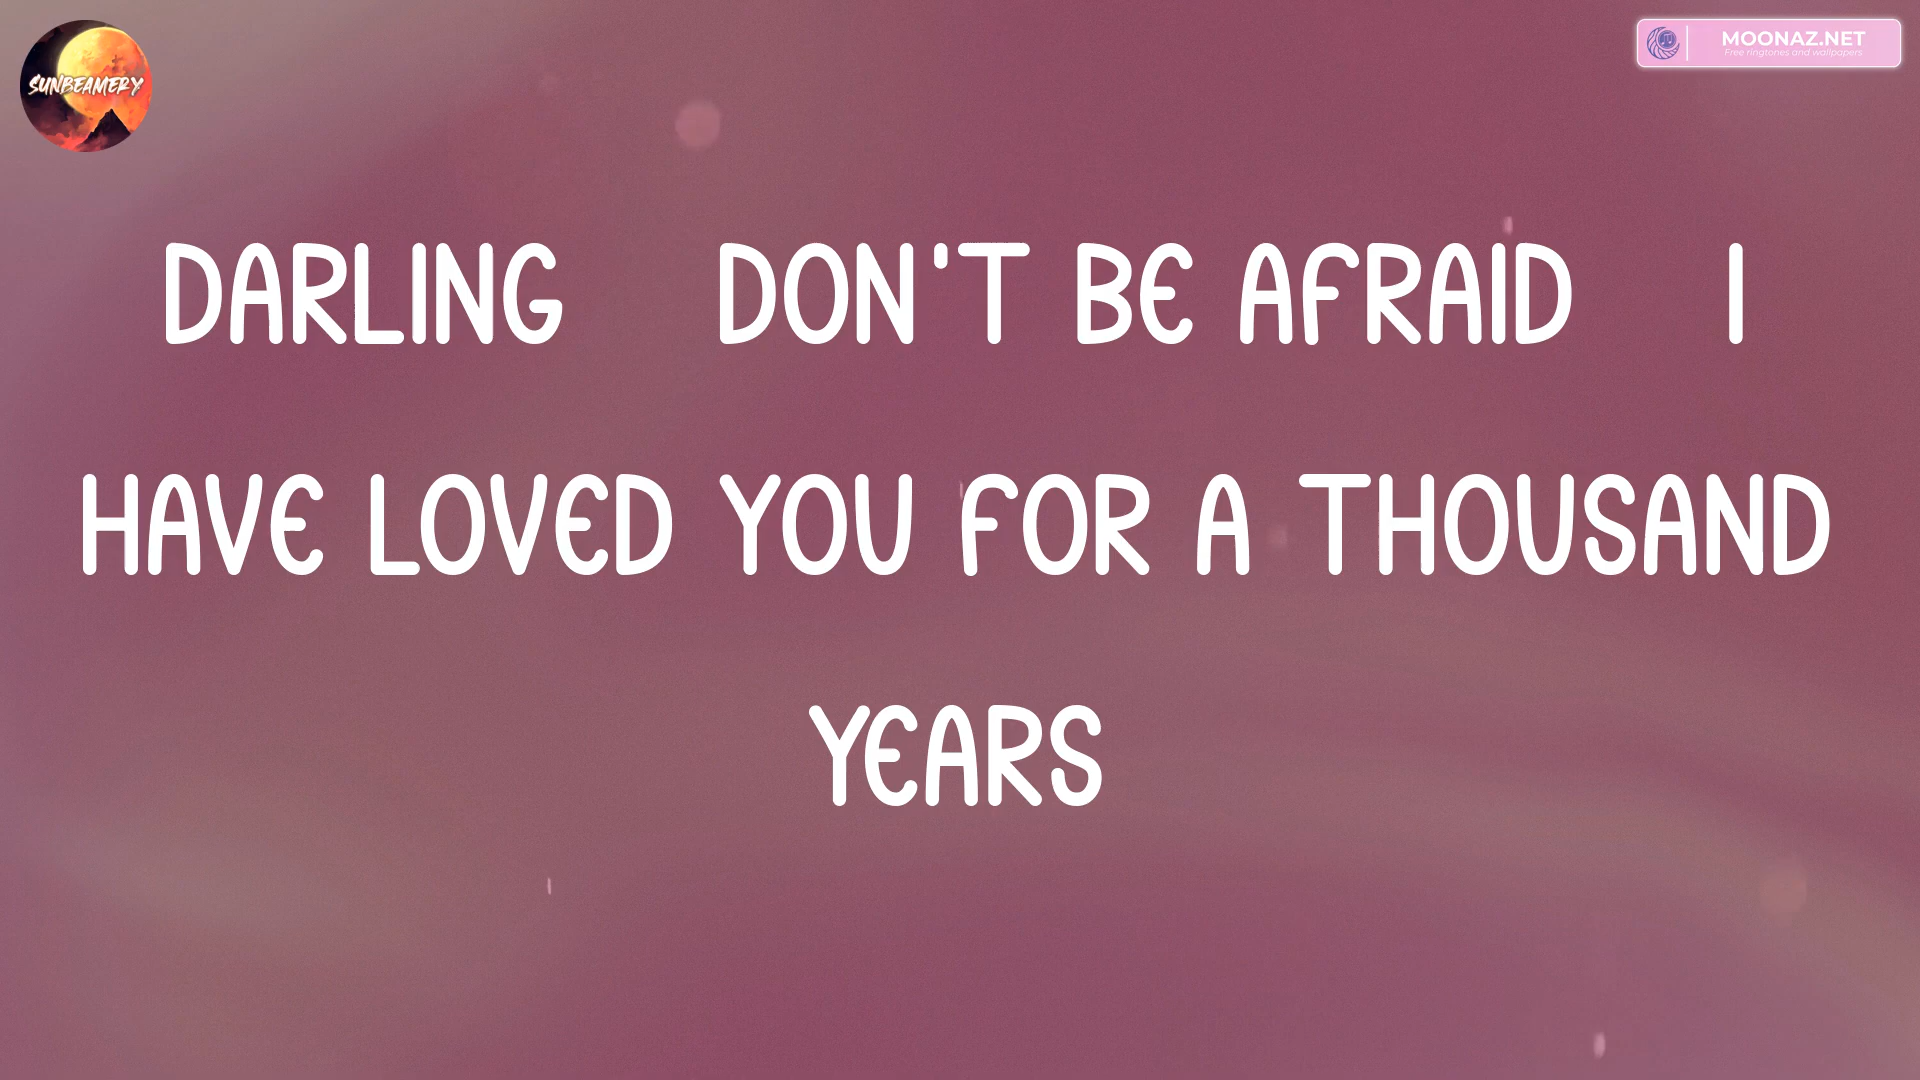 SUNBEAMERY
MOONAZ.NET
Free ringtones and wallpapers
DARLING DON'T BE AFRAID I
HAVE LOVED YOU FOR A THOUSAND
YEARS